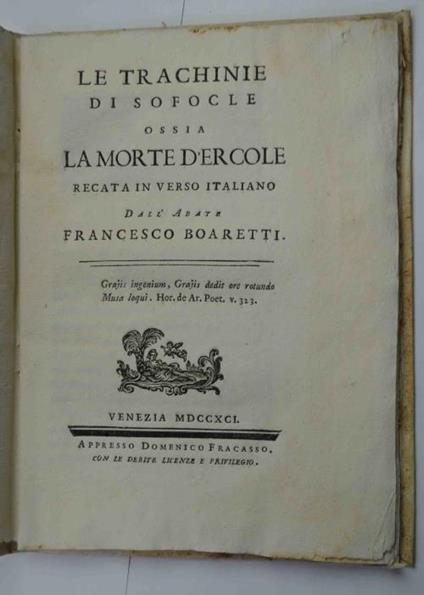 LE TRACHINIE
DI SOFOCLE
OSSIA
LA MORTE D'ERCOLE
RECATA IN VERSO ITALIANO
DALL' ABATE
FRANCESCO BOARETTI.
Grajis ingenium, Grajis dedit ore rotundo
Musa loqui. Hor. de Ar. Poet. v. 323.
VENEZIA MDCCXCI.
APPRESSO DOMENICO FRACASSO.
CON LE DEBITE LICENZE E PRIVILEGIO.